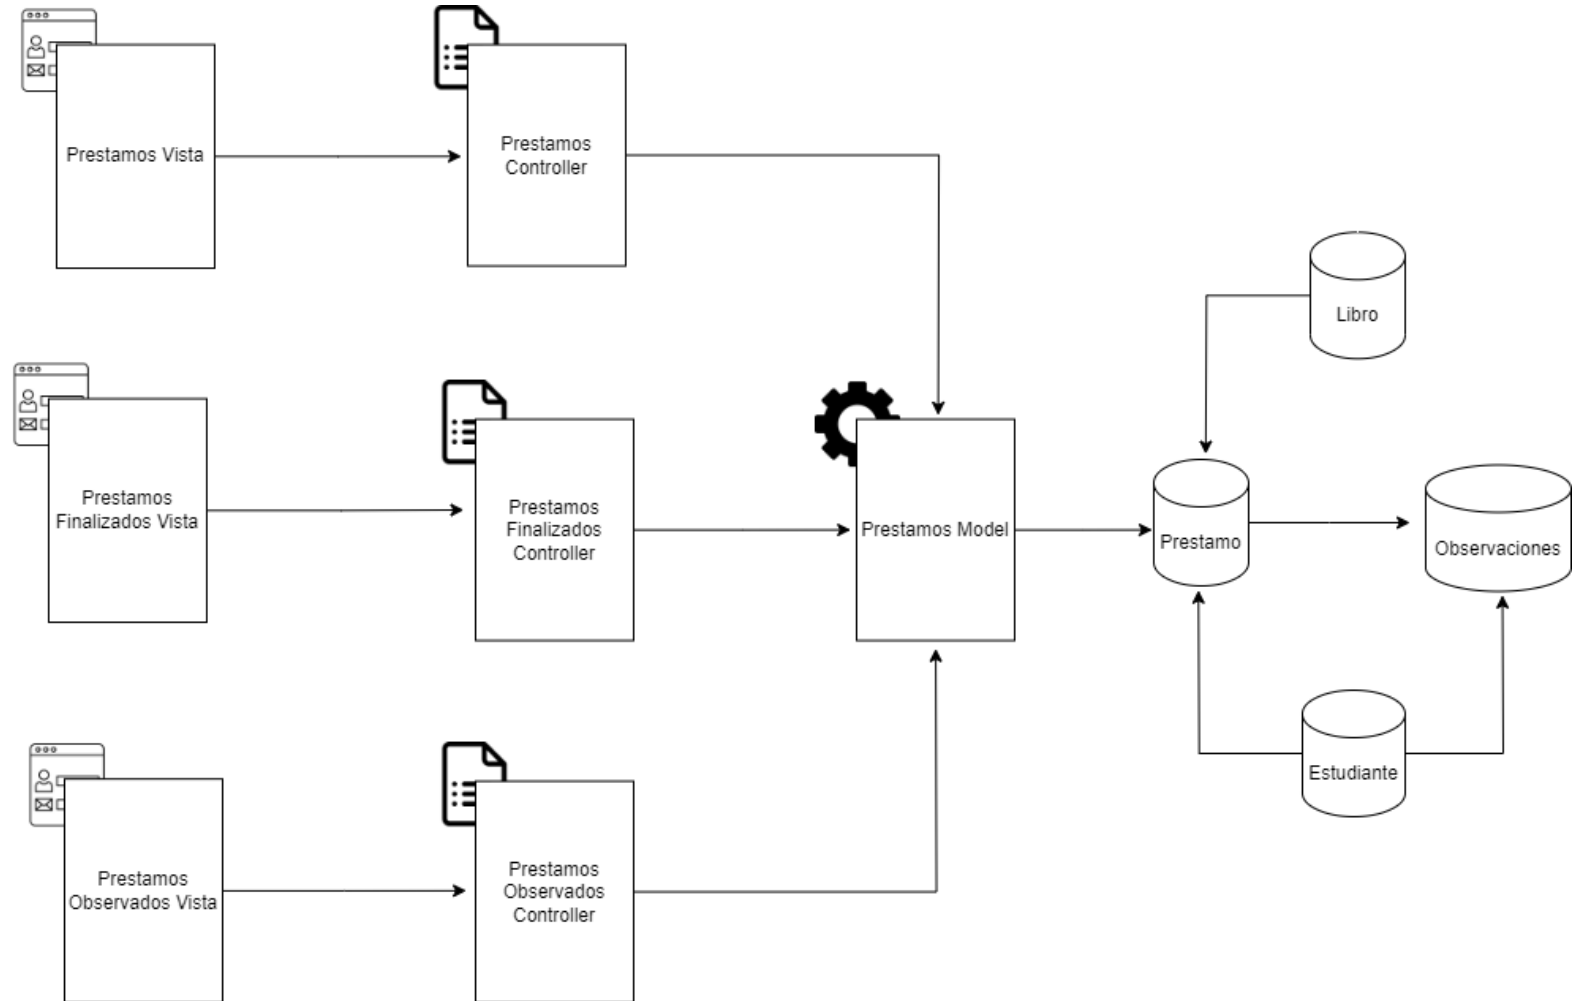 Prestamos Vista
Prestamos
Controller
Libro
Prestamos
Finalizados Vista
Prestamos
Finalizados
Controller
Prestamos Model
Prestamo
Observaciones
Estudiante
Prestamos
Observados Vista
Prestamos
Observados
Controller